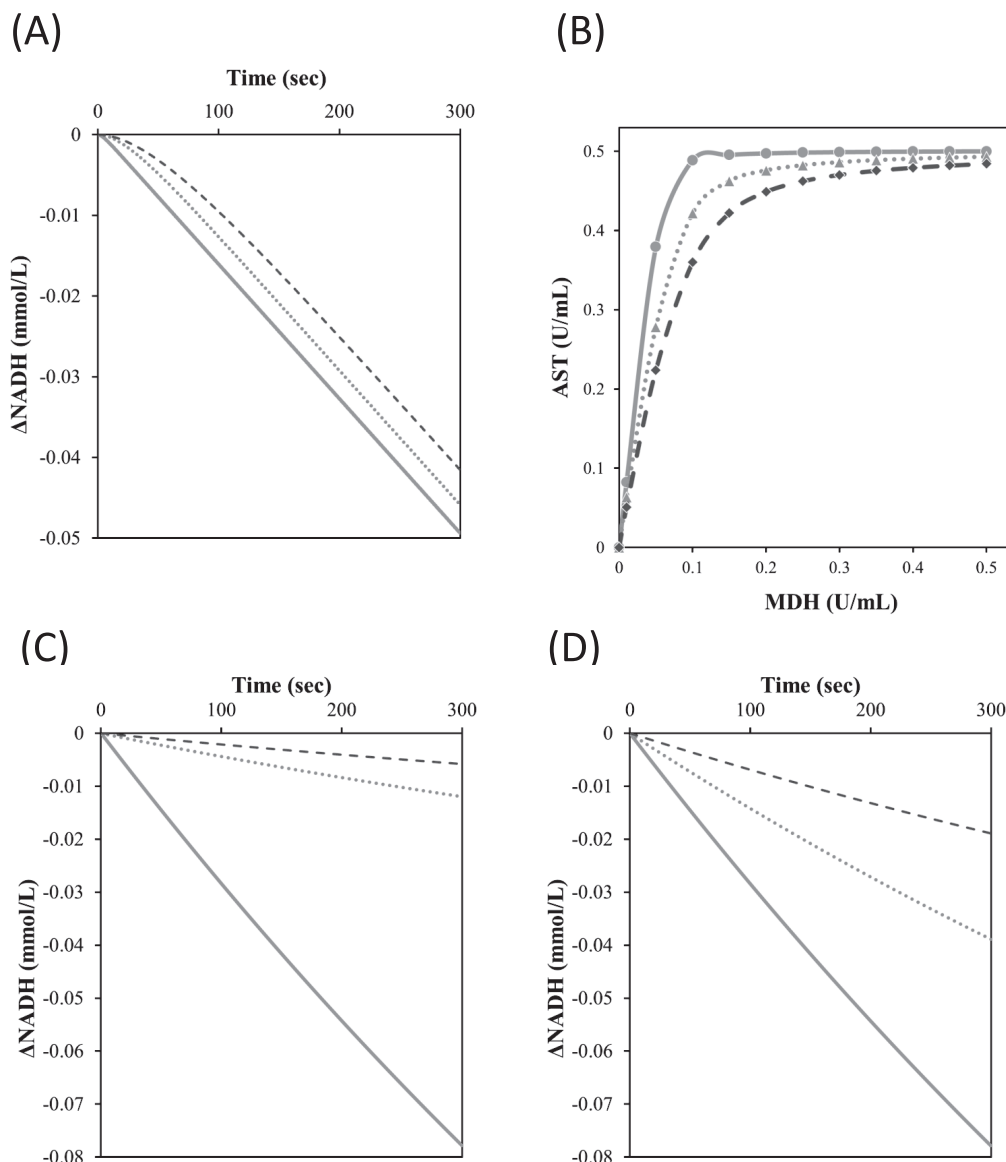 (A)
Time (sec)
0 100 200 300
0
-0.01
-0.02
-0.03
-0.04
-0.05
ΔNADH (mmol/L)
(B)
0.5
0.4
0.3
0.2
0.1
0
AST (U/mL)
0 0.1 0.2 0.3 0.4 0.5
MDH (U/mL)
(C)
Time (sec)
0 100 200 300
0
-0.01
-0.02
-0.03
-0.04
-0.05
-0.06
-0.07
-0.08
ΔNADH (mmol/L)
(D)
Time (sec)
0 100 200 300
0
-0.01
-0.02
-0.03
-0.04
-0.05
-0.06
-0.07
-0.08
ΔNADH (mmol/L)